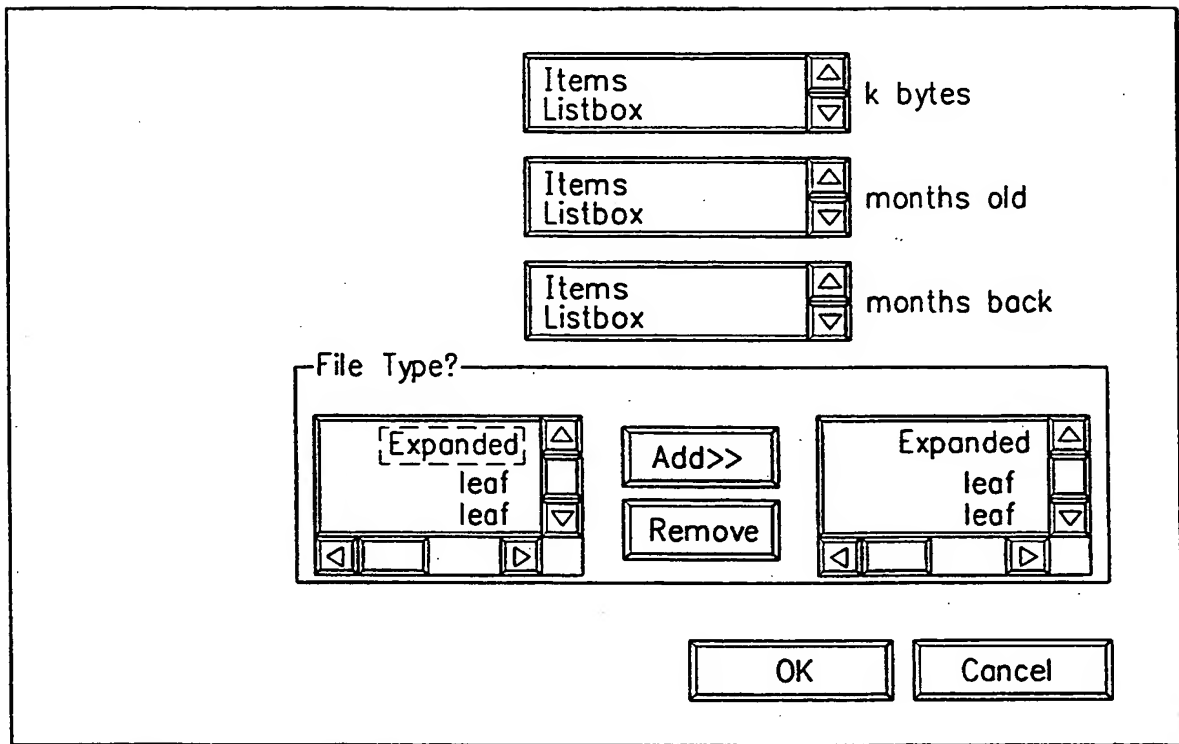 Items
Listbox
k bytes
Items
Listbox
months old
Items
Listbox
months back
File Type?
Expanded
leaf
leaf
Add>>
Remove
Expanded
leaf
leaf
OK
Cancel